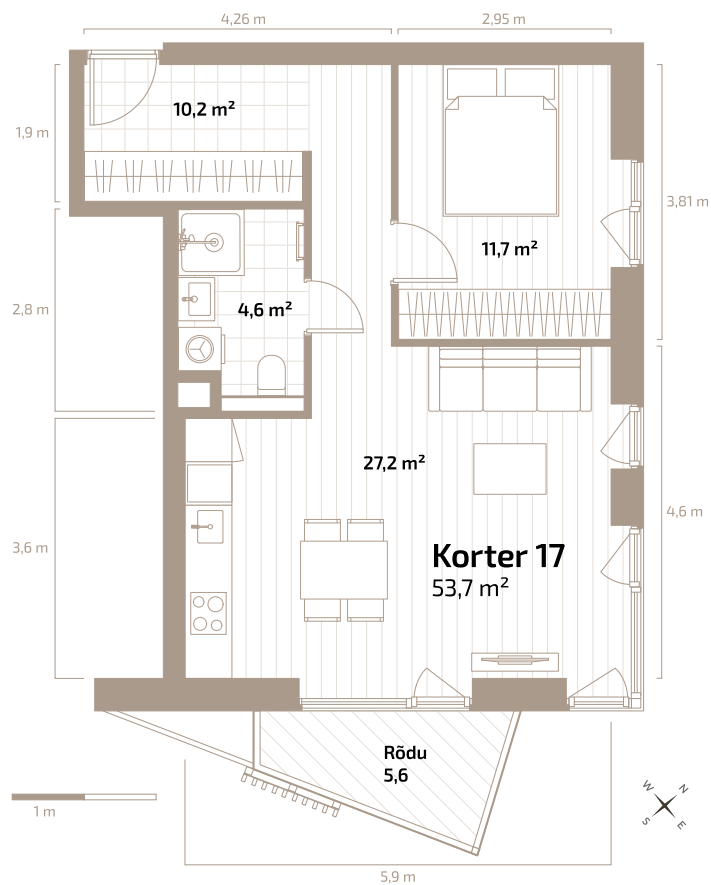 4,26 m
2,95 m
10,2 m²
1,9 m
3,81 m
11,7 m²
2,8 m
4,6 m²
27,2 m²
4,6 m
3,6 m
Korter 17
53,7 m²
Rõdu
5,6
1 m
W
N
S
E
5,9 m